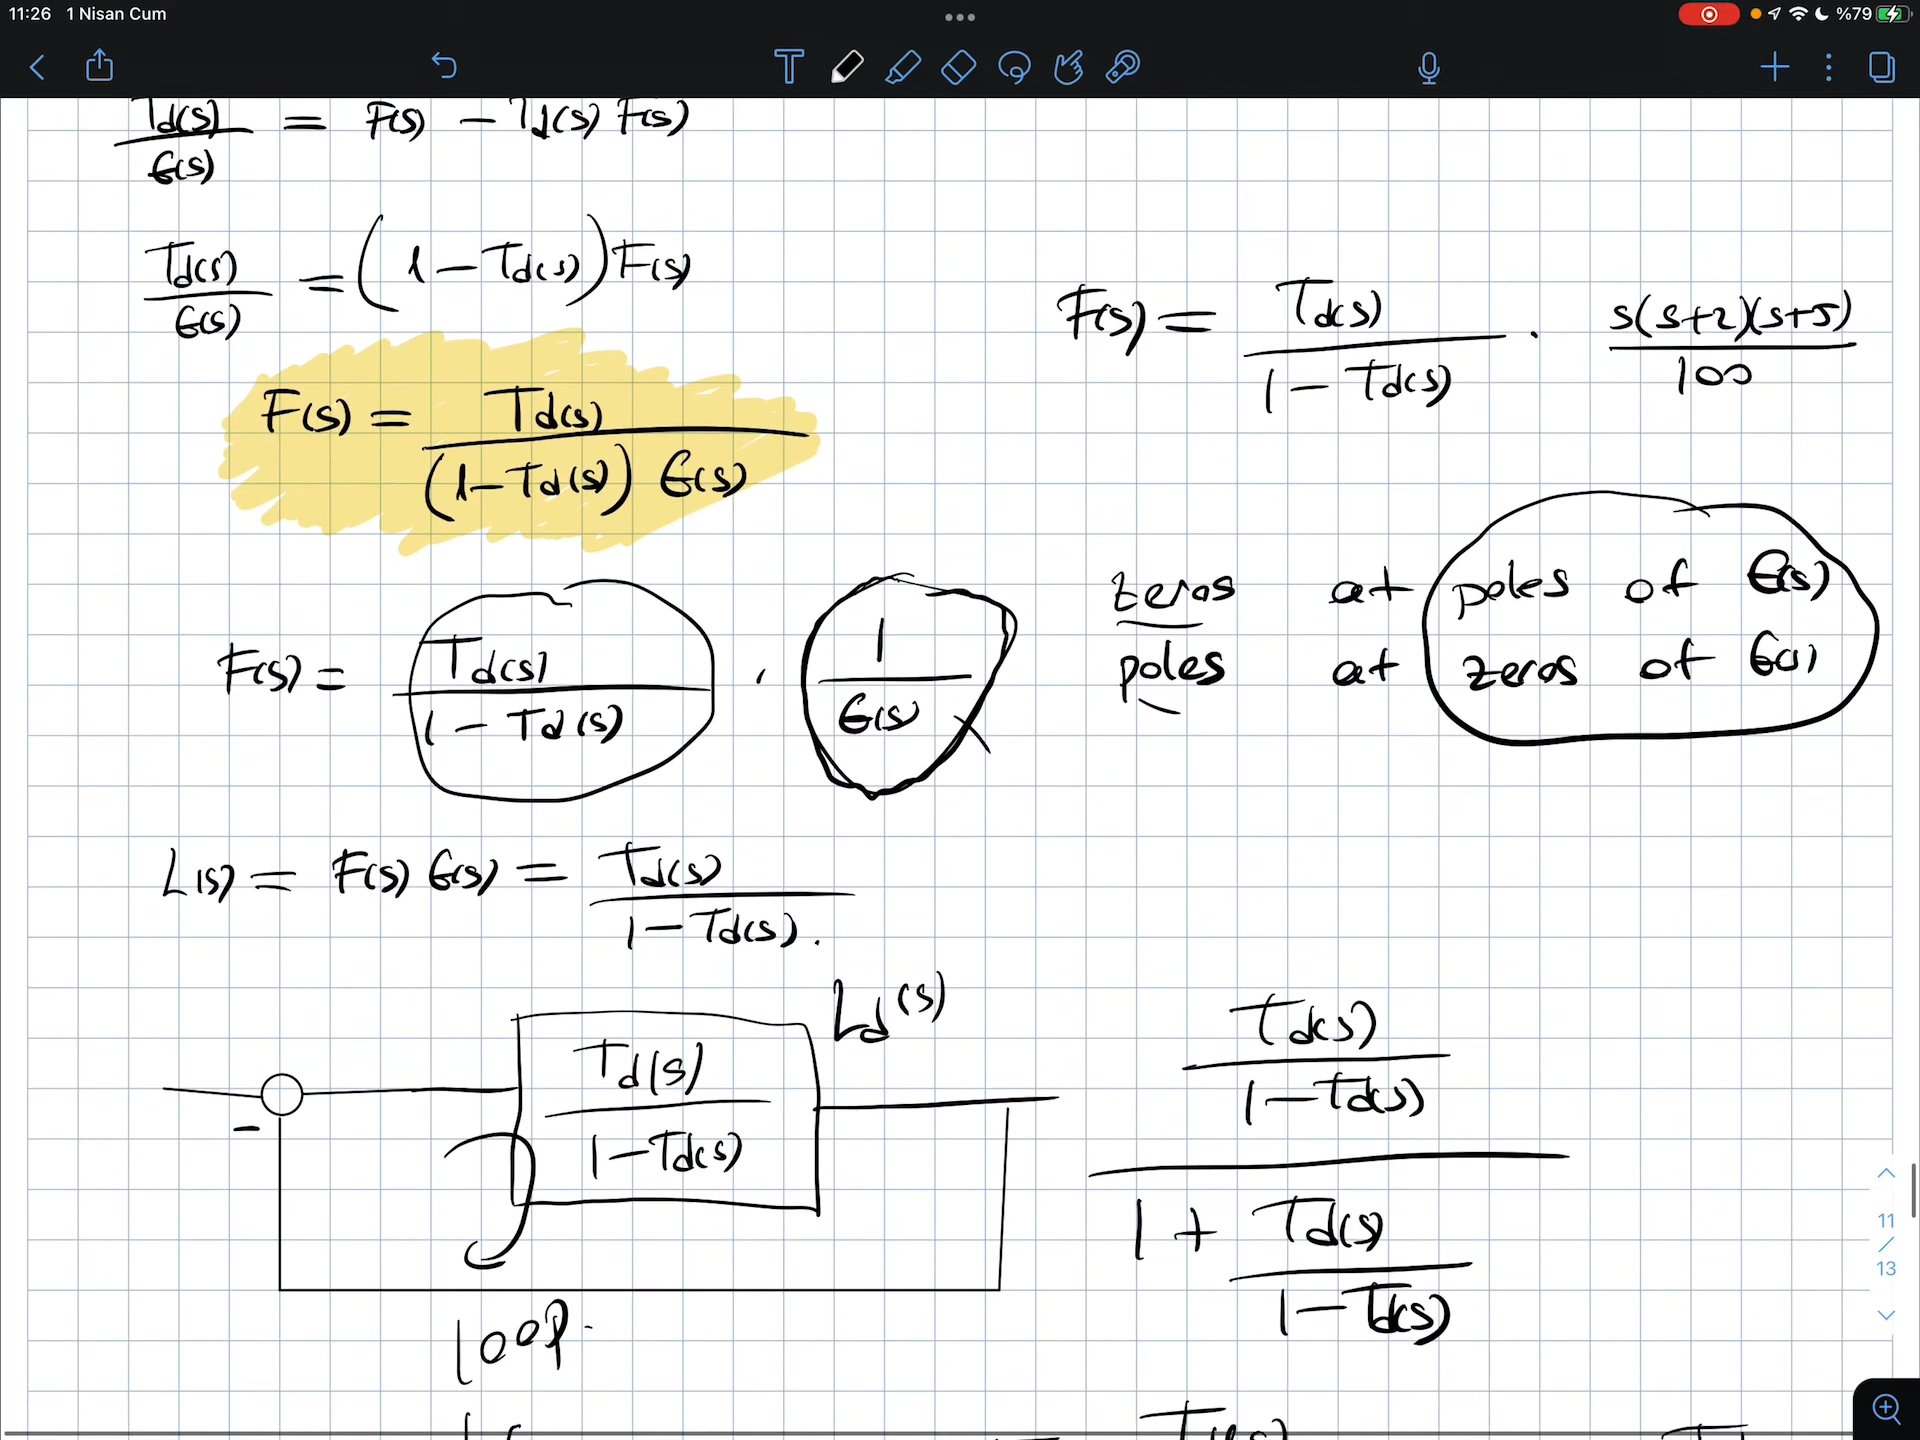 11:26 1 Nisan Cum
%79
Td(s)/G(s) = F(s) - Td(s) F(s)
Td(s)/G(s) = (1 - Td(s)) F(s)
F(s) = Td(s)/(1 - Td(s)) . s(s+2)(s+5)/100
F(s) = Td(s)/((1-Td(s)) G(s))
zeros at poles of G(s)
F(s) = Td(s)/(1 - Td(s)) . 1/G(s)
poles at zeros of G(s)
L(s) = F(s) G(s) = Td(s)/(1 - Td(s)).
Ld(s)
Td(s)/(1 - Td(s))
-
(Td(s)/(1 - Td(s)))/(1 + Td(s)/(1 - Td(s)))
loop
11/13